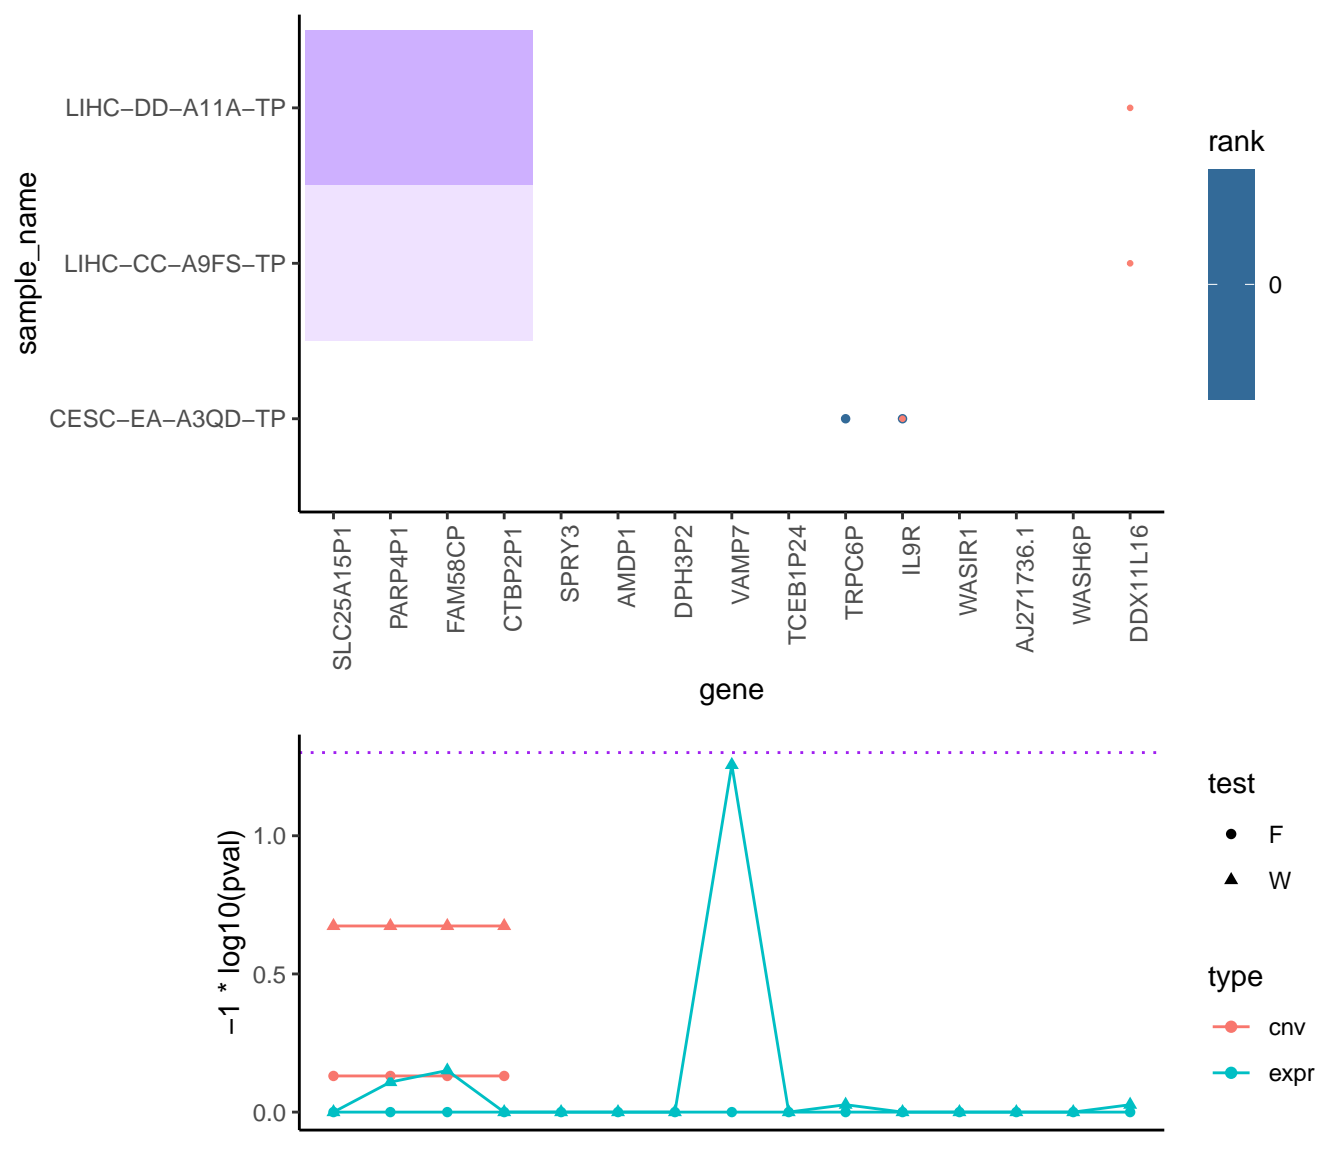 sample_name
LIHC−DD−A11A−TP
LIHC−CC−A9FS−TP
CESC−EA−A3QD−TP
rank
0
SLC25A15P1
PARP4P1
FAM58CP
CTBP2P1
SPRY3
AMDP1
DPH3P2
VAMP7
TCEB1P24
TRPC6P
IL9R
WASIR1
AJ271736.1
WASH6P
DDX11L16
gene
−1 * log10(pval)
1.0
0.5
0.0
test
F
W
type
cnv
expr